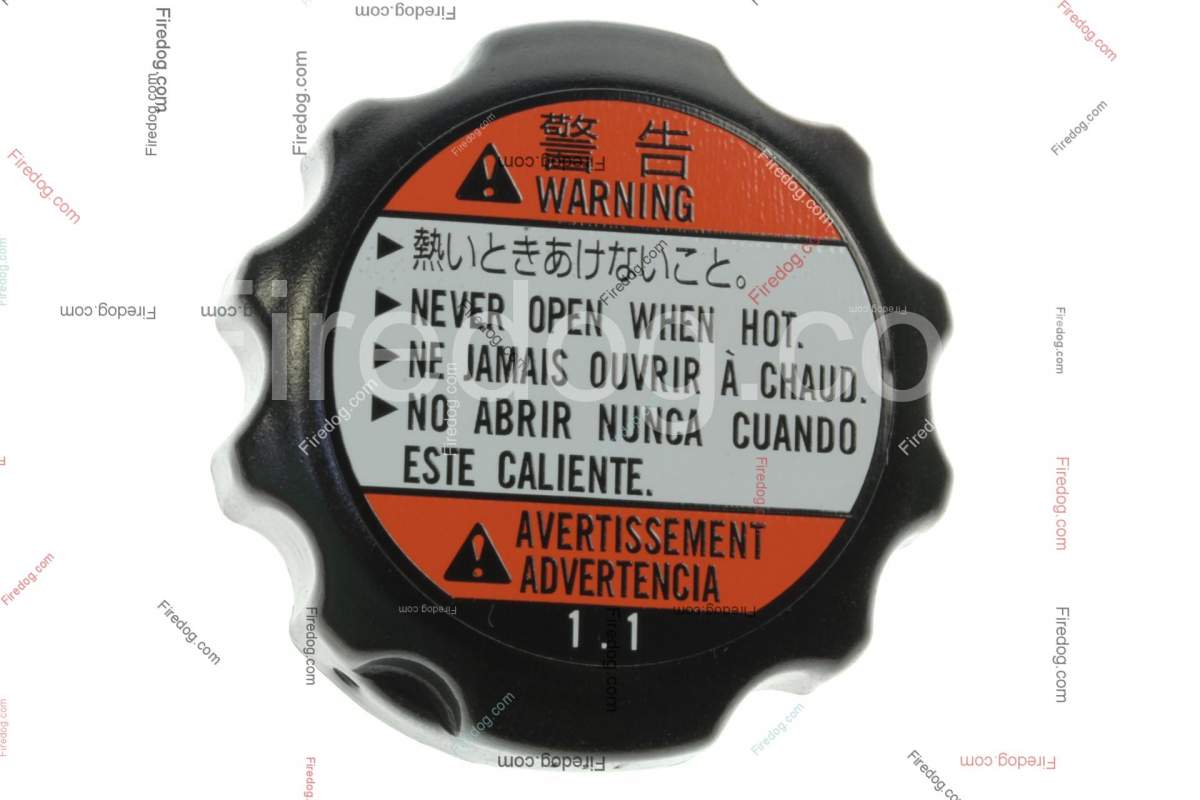 警告
WARNING
熱いときあけないこと。
NEVER OPEN WHEN HOT.
NE JAMAIS OUVRIR À CHAUD.
NO ABRIR NUNCA CUANDO
ESTE CALIENTE.
AVERTISSEMENT
ADVERTENCIA
1.1
Firedog.com